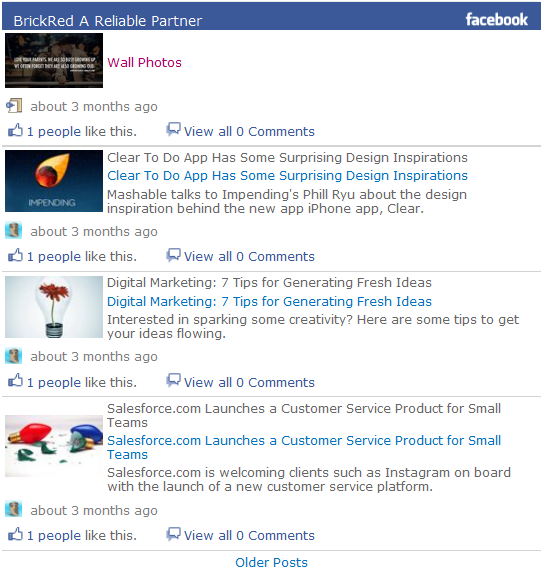 BrickRed A Reliable Partner
facebook
LOVE YOUR PARENTS. WE ARE SO BUSY GROWING UP,
WE OFTEN FORGET THEY ARE ALSO GROWING OLD.
Wall Photos
about 3 months ago
1 people like this. View all 0 Comments
Clear To Do App Has Some Surprising Design Inspirations
Clear To Do App Has Some Surprising Design Inspirations
Mashable talks to Impending's Phill Ryu about the design
inspiration behind the new app iPhone app, Clear.
IMPENDING
about 3 months ago
1 people like this. View all 0 Comments
Digital Marketing: 7 Tips for Generating Fresh Ideas
Digital Marketing: 7 Tips for Generating Fresh Ideas
Interested in sparking some creativity? Here are some tips to get
your ideas flowing.
about 3 months ago
1 people like this. View all 0 Comments
Salesforce.com Launches a Customer Service Product for Small
Teams
Salesforce.com Launches a Customer Service Product for Small
Teams
Salesforce.com is welcoming clients such as Instagram on board
with the launch of a new customer service platform.
about 3 months ago
1 people like this. View all 0 Comments
Older Posts